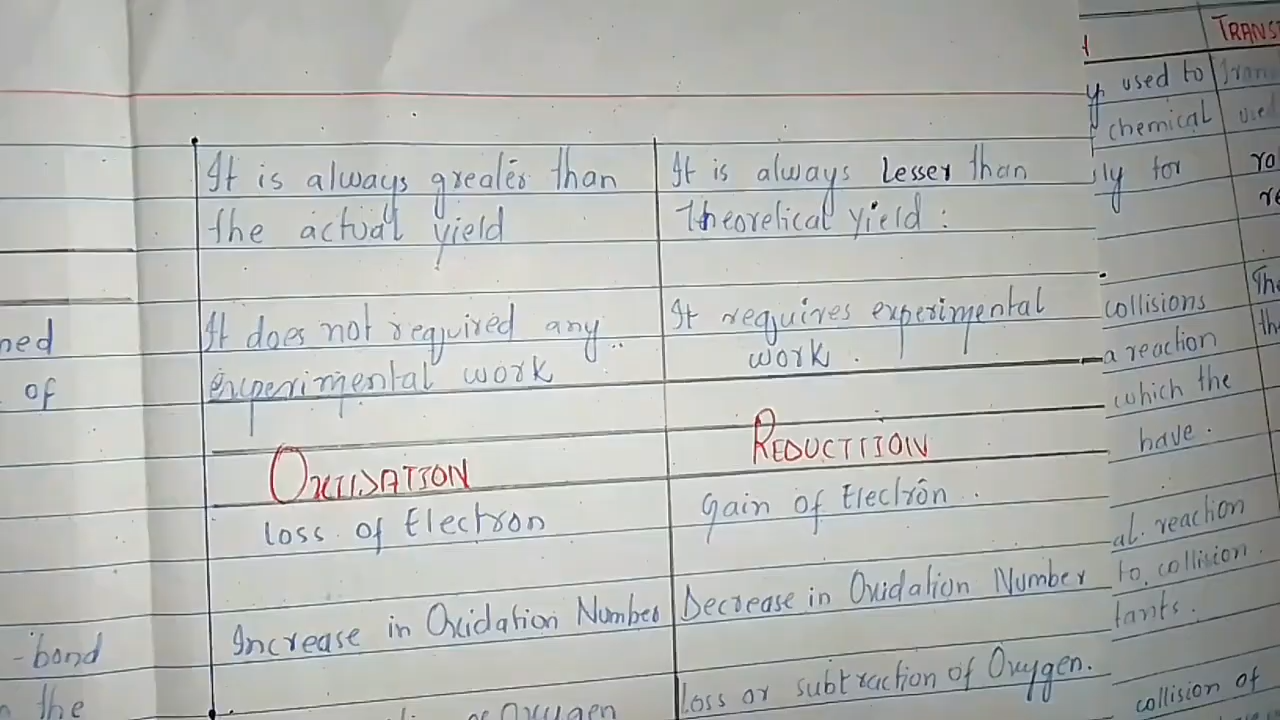 It is always greater than
the actual yield
It is always Lesser than
Theoretical yield :
It does not required any
experimental work
It requires experimental
work .
OXIDATION
REDUCTTION
Loss of Electron
Gain of Electron .
Increase in Oxidation Number
Decrease in Oxidation Number
of Oxygen
Loss or subtraction of Oxygen.
of
-bond
the
used to
chemical
for
collisions
a reaction
which the
have .
reaction
to collision
collision of
TRANS